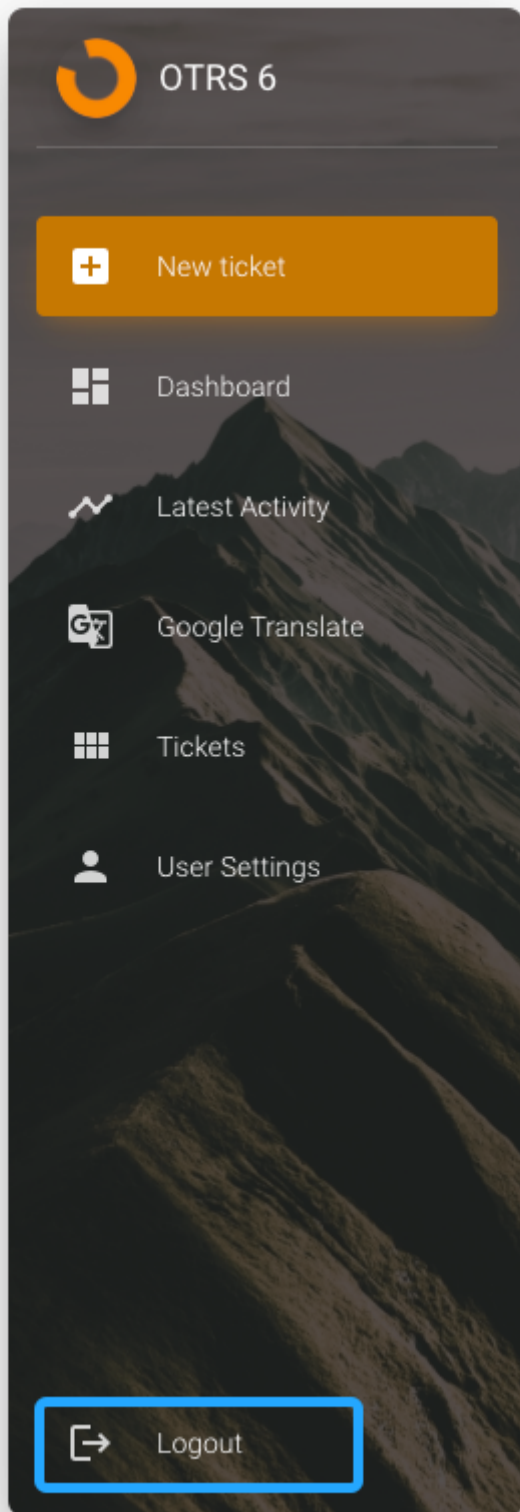 OTRS 6
New ticket
Dashboard
Latest Activity
Google Translate
Tickets
User Settings
Logout